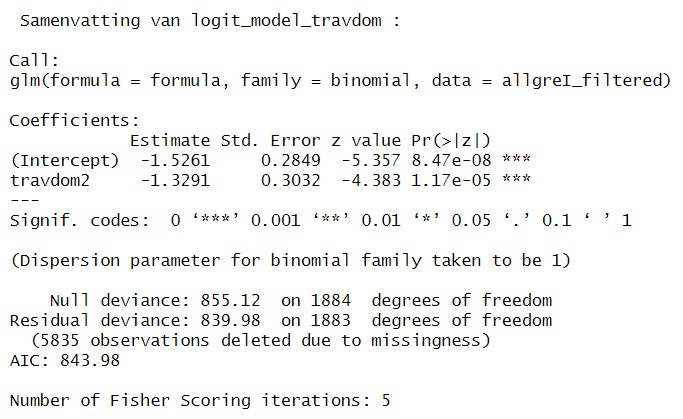 Samenvatting van logit_model_travdom :
Call:
glm(formula = formula, family = binomial, data = allgreI_filtered)
Coefficients:
Estimate Std. Error z value Pr(>|z|)
(Intercept) -1.5261 0.2849 -5.357 8.47e-08 ***
travdom2 -1.3291 0.3032 -4.383 1.17e-05 ***
---
Signif. codes: 0 ‘***’ 0.001 ‘**’ 0.01 ‘*’ 0.05 ‘.’ 0.1 ‘ ’ 1
(Dispersion parameter for binomial family taken to be 1)
Null deviance: 855.12 on 1884 degrees of freedom
Residual deviance: 839.98 on 1883 degrees of freedom
(5835 observations deleted due to missingness)
AIC: 843.98
Number of Fisher Scoring iterations: 5